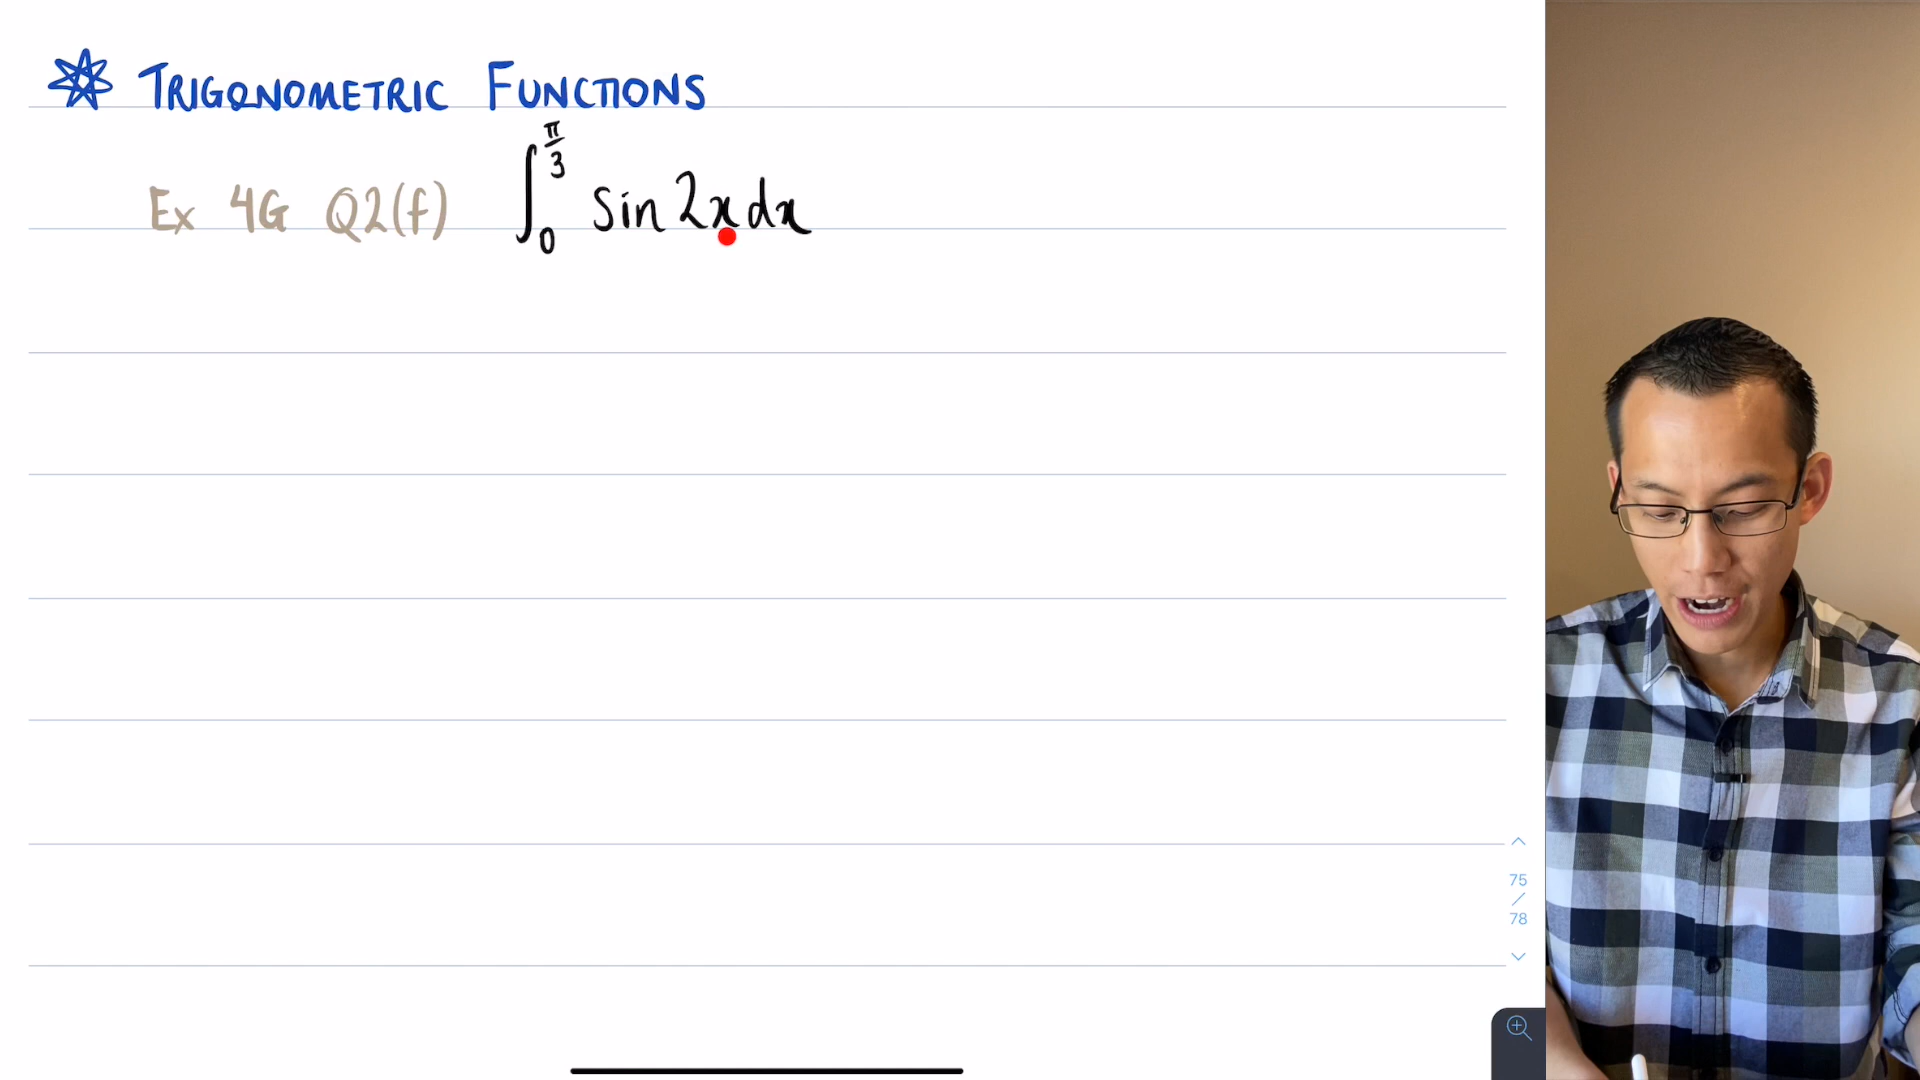 TRIGONOMETRIC FUNCTIONS
Ex 4G Q2(f) ∫₀^(π/3) sin 2x dx
75
/
78